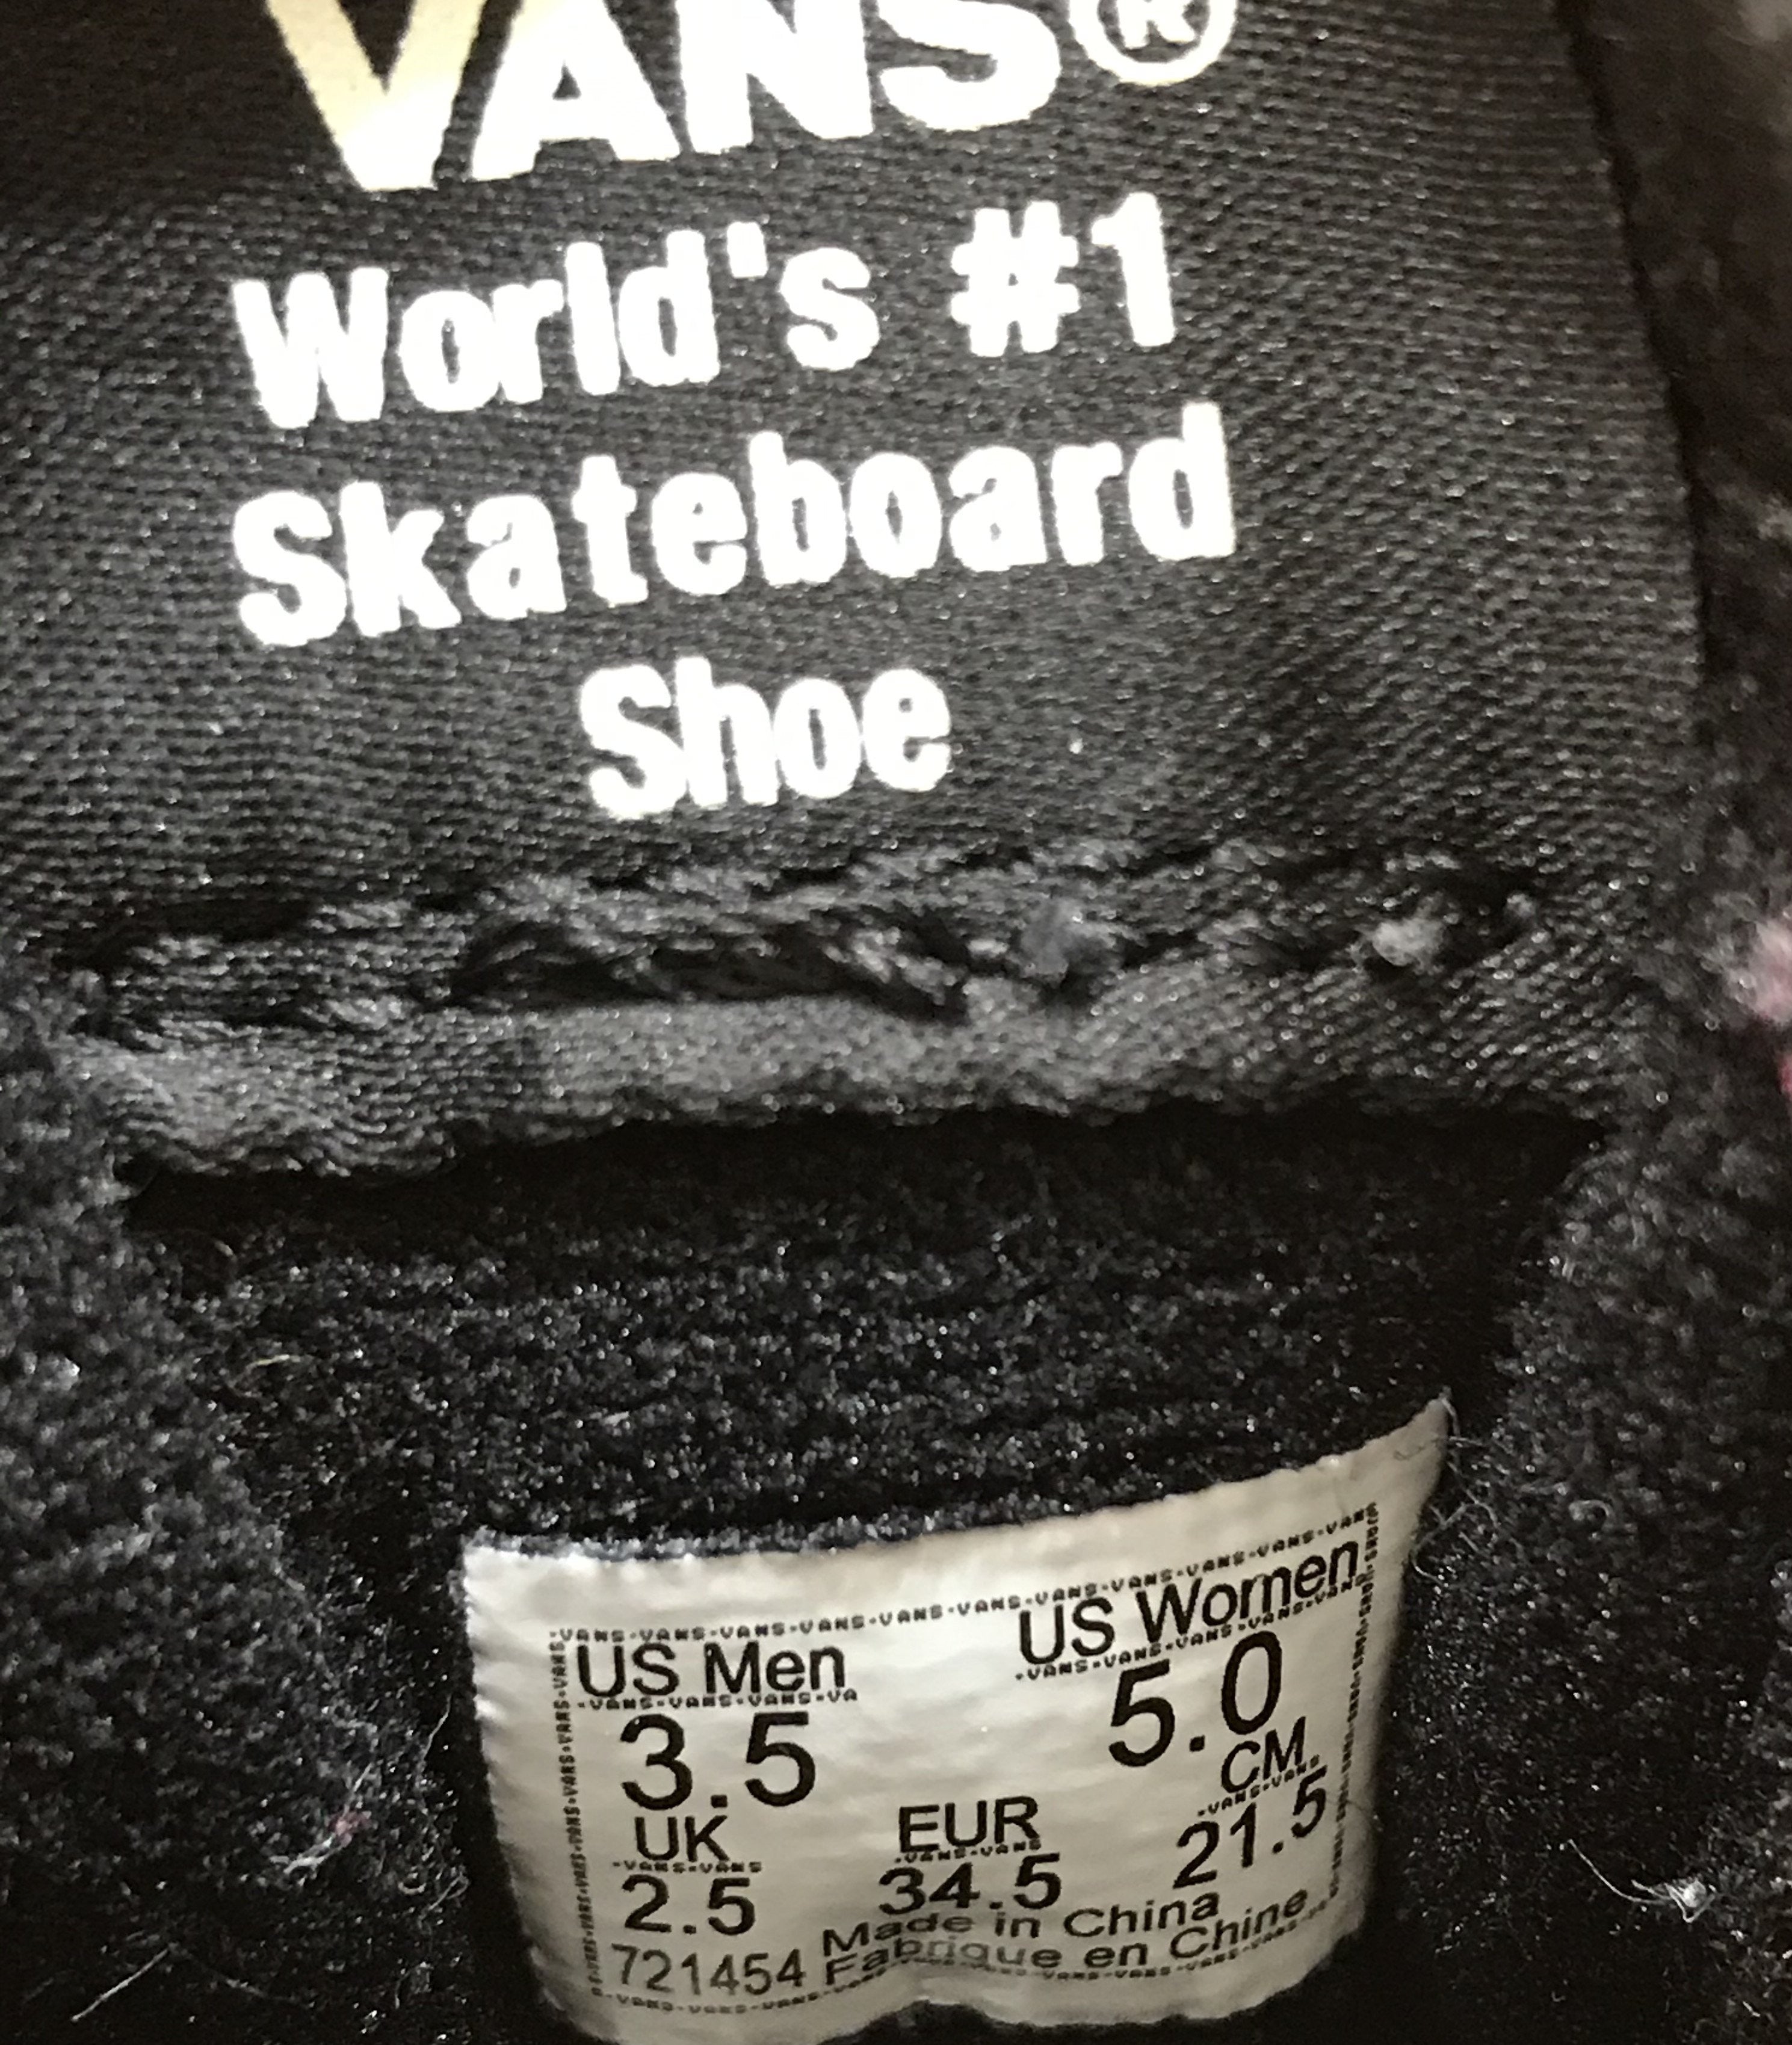 VANS®
World's #1
Skateboard
Shoe
US Men US Women
3.5 5.0
CM
UK EUR 21.5
2.5 34.5
Made in China
721454 Fabrique en Chine